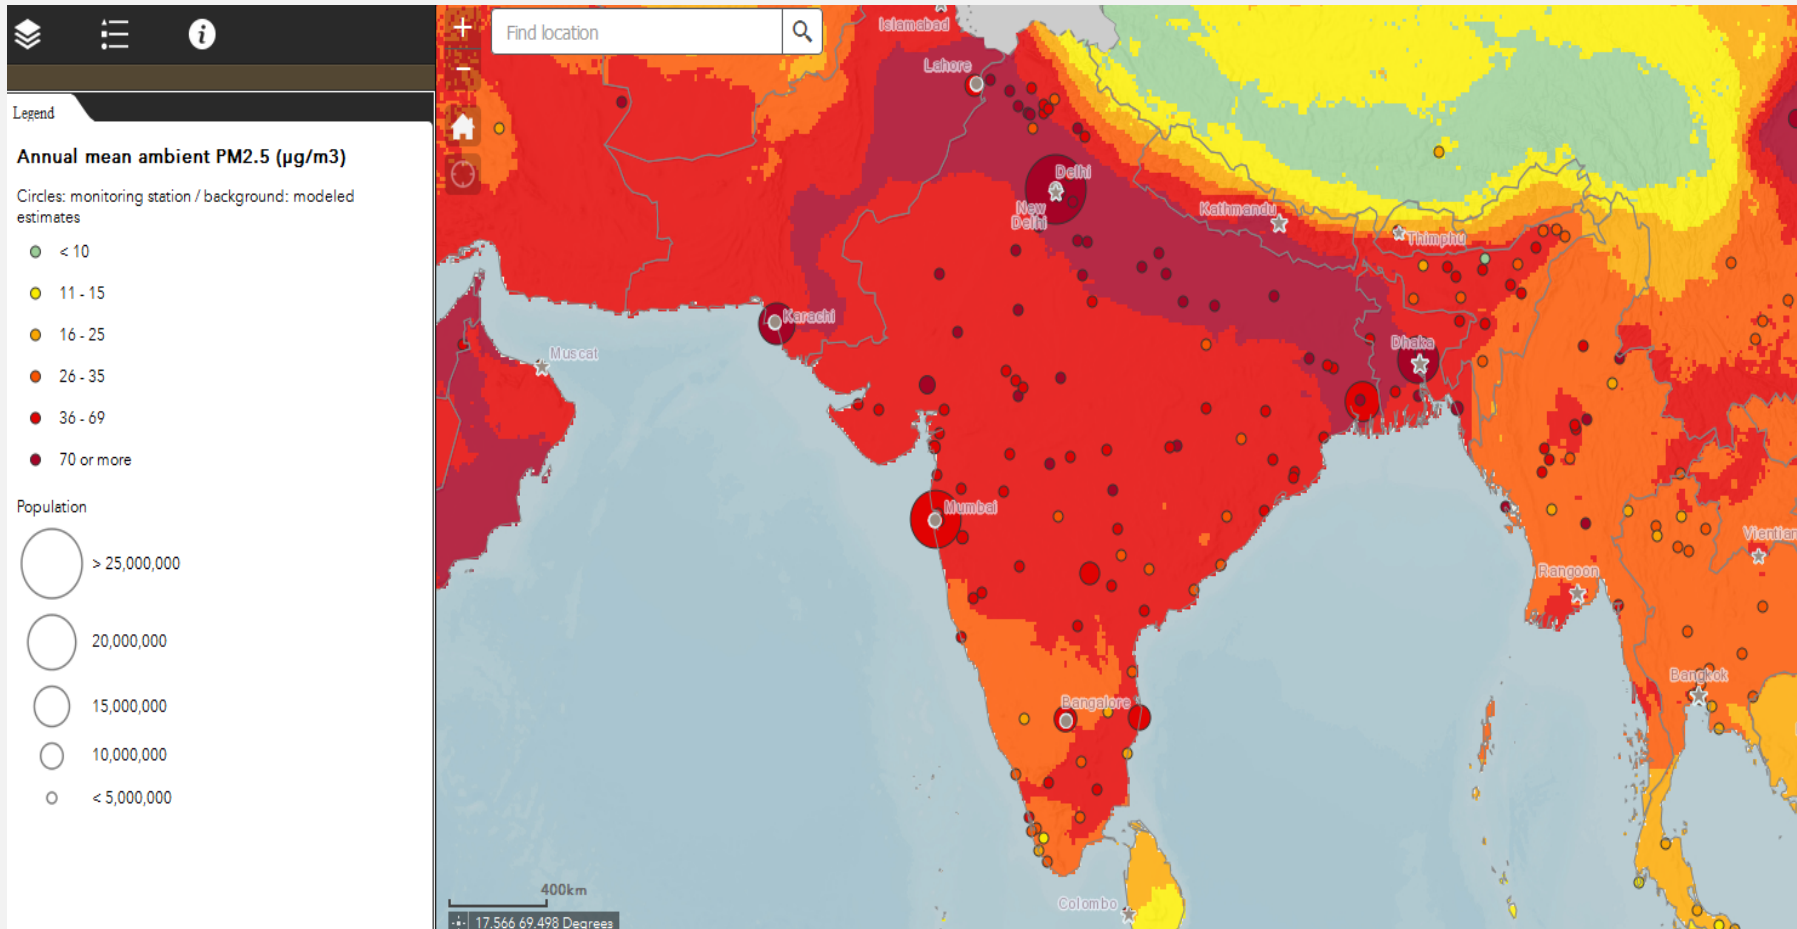 Find location
Legend
Annual mean ambient PM2.5 (µg/m3)
Circles: monitoring station / background: modeled
estimates
< 10
11 - 15
16 - 25
26 - 35
36 - 69
70 or more
Population
> 25,000,000
20,000,000
15,000,000
10,000,000
< 5,000,000
+
−
Islamabad
Lahore
Delhi
New
Delhi
Kathmandu
Thimphu
Karachi
Muscat
Dhaka
Mumbai
Vientian
Rangoon
Bangkok
Bangalore
Colombo
400km
17.566 69.498 Degrees